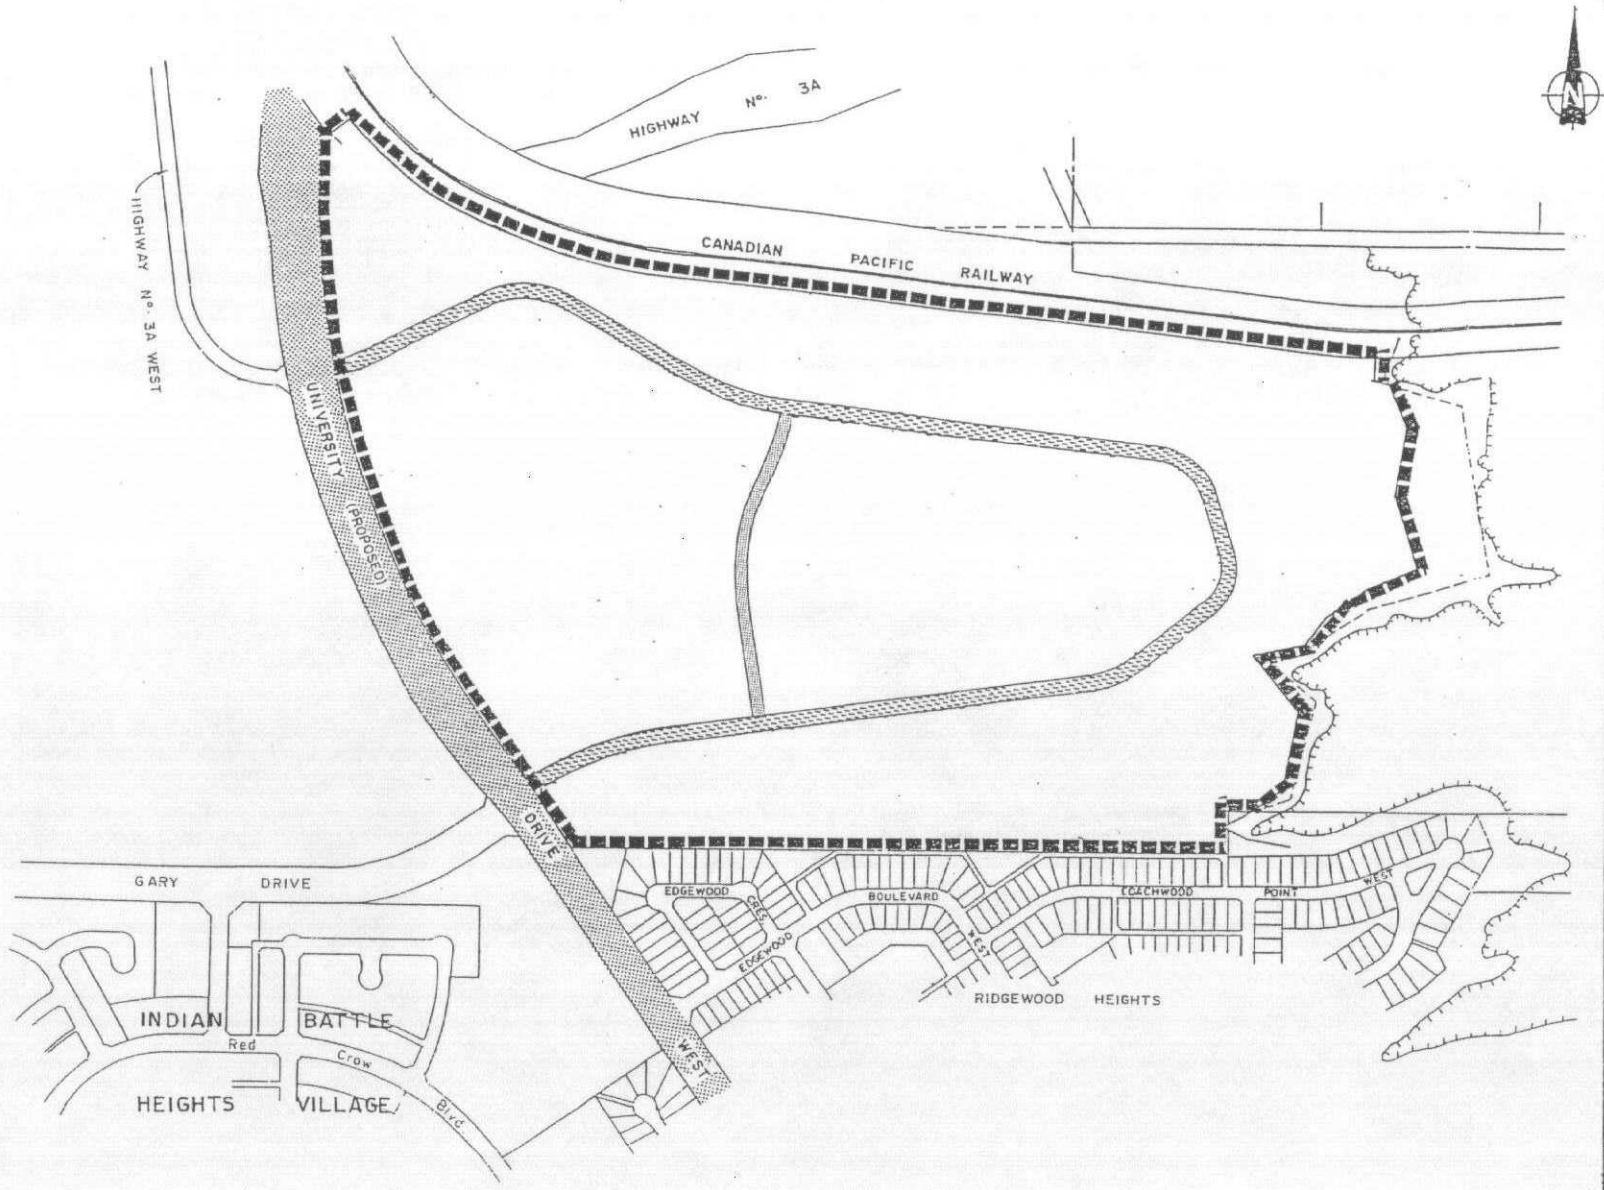 N
HIGHWAY Nº. 3A
HIGHWAY Nº. 3A WEST
CANADIAN PACIFIC RAILWAY
UNIVERSITY (PROPOSED) DRIVE WEST
GARY DRIVE
EDGEWOOD CRES.
EDGEWOOD BOULEVARD WEST
COACHWOOD POINT WEST
RIDGEWOOD HEIGHTS
INDIAN BATTLE
Red Crow Blvd.
HEIGHTS VILLAGE